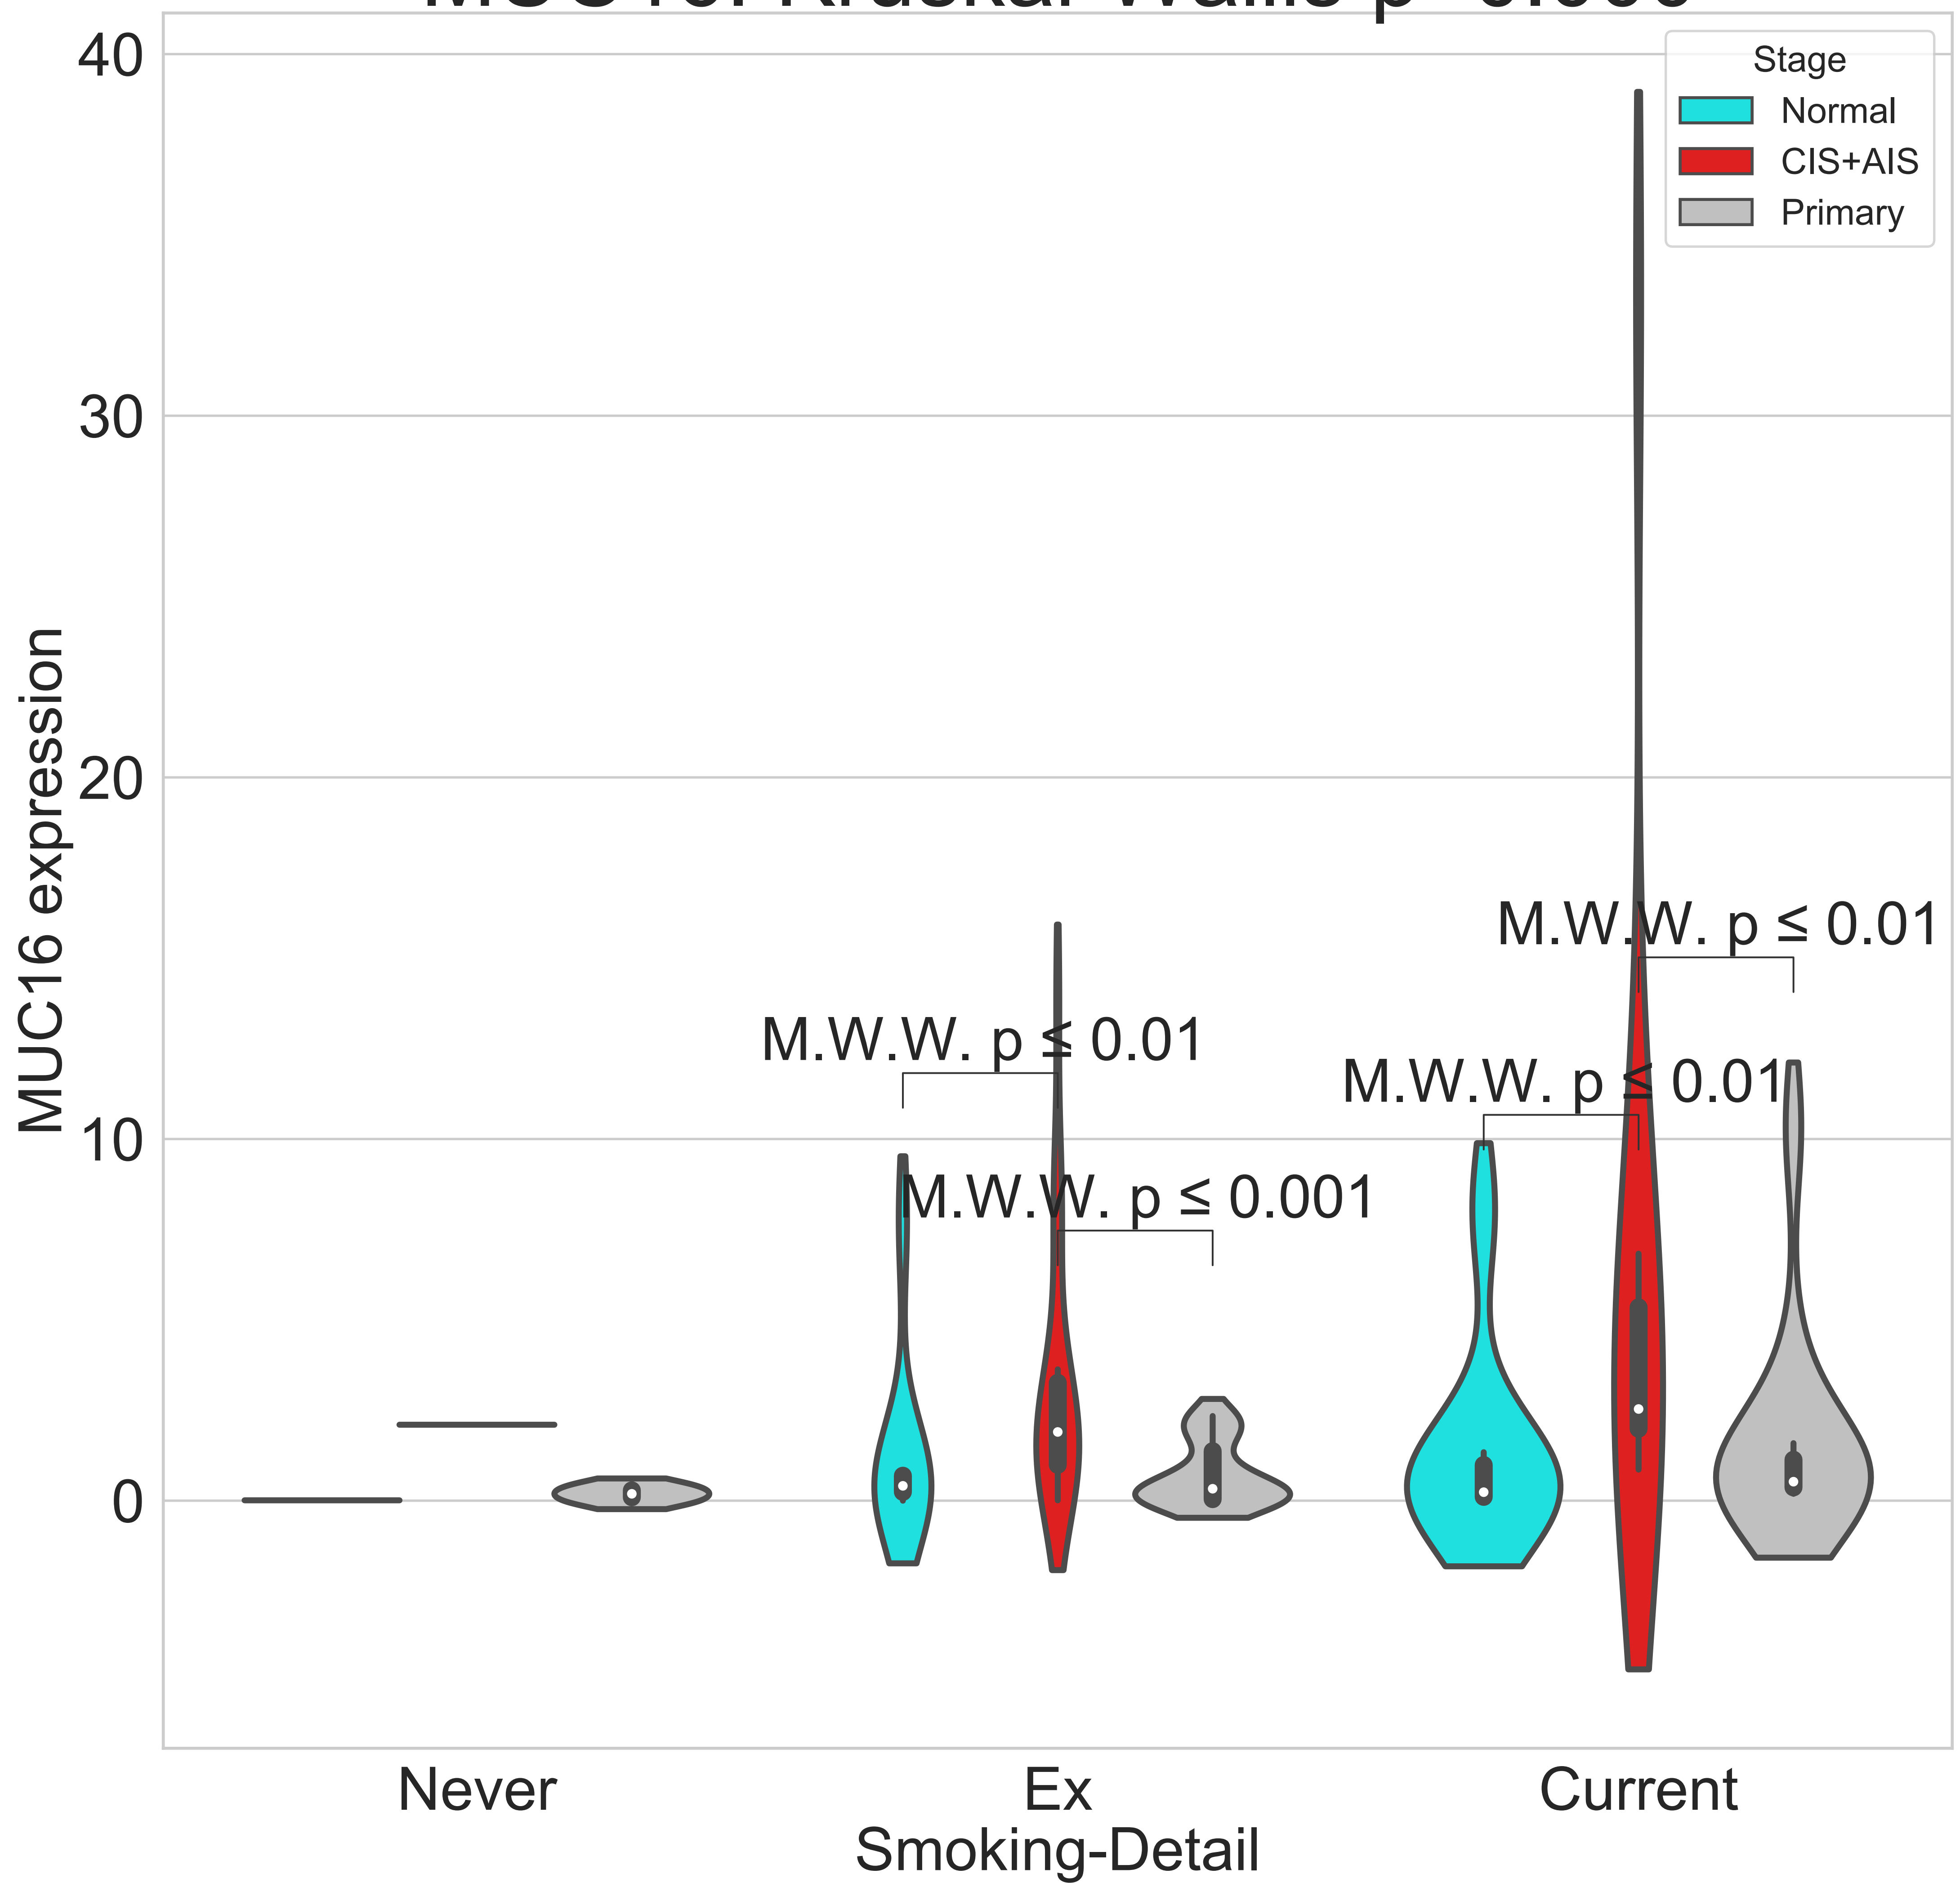 40
30
20
10
0
MUC16 expression
Stage
Normal
CIS+AIS
Primary
M.W.W. p ≤ 0.01
M.W.W. p ≤ 0.01
M.W.W. p ≤ 0.01
M.W.W. p ≤ 0.001
Never
Ex
Current
Smoking-Detail